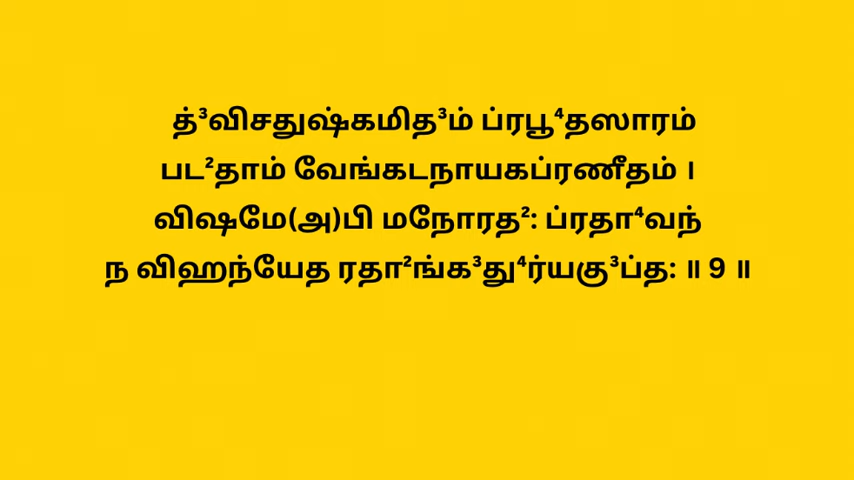 த்³விசதுஷ்கமித³ம் ப்ரபூ⁴தஸாரம்
பட²தாம் வேங்கடநாயகப்ரணீதம் ।
விஷமே(அ)பி மநோரத²: ப்ரதா⁴வந்
ந விஹந்யேத ரதா²ங்க³து⁴ர்யகு³ப்த: ॥ 9 ॥